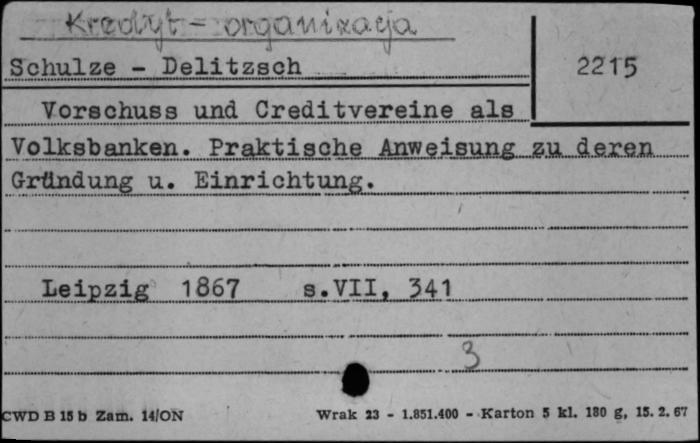 Kredyt - organizacja
Schulze - Delitzsch
2215
Vorschuss und Creditvereine als
Volksbanken. Praktische Anweisung zu deren
Gründung u. Einrichtung.
Leipzig 1867 s.VII, 341
3
CWD B 15 b Zam. 14/ON Wrak 23 - 1.851.400 - Karton 5 kl. 180 g, 15. 2. 67